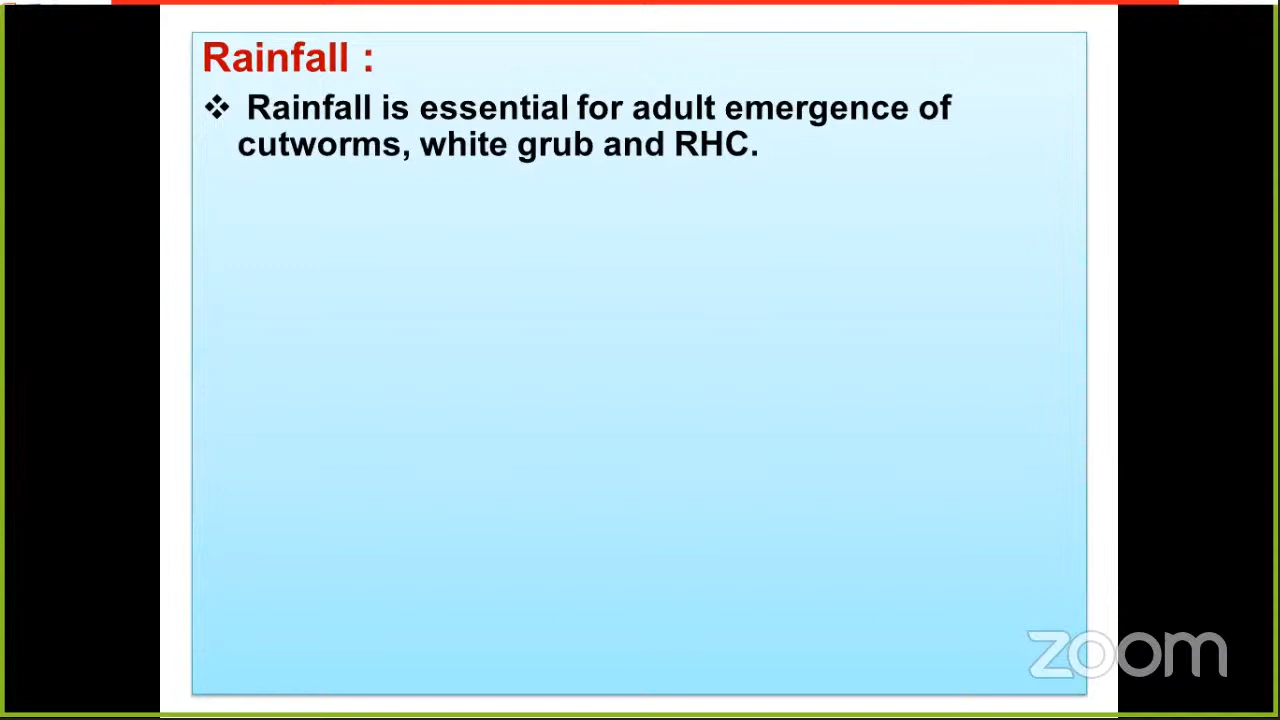 Rainfall :
❖ Rainfall is essential for adult emergence of
cutworms, white grub and RHC.
zoom